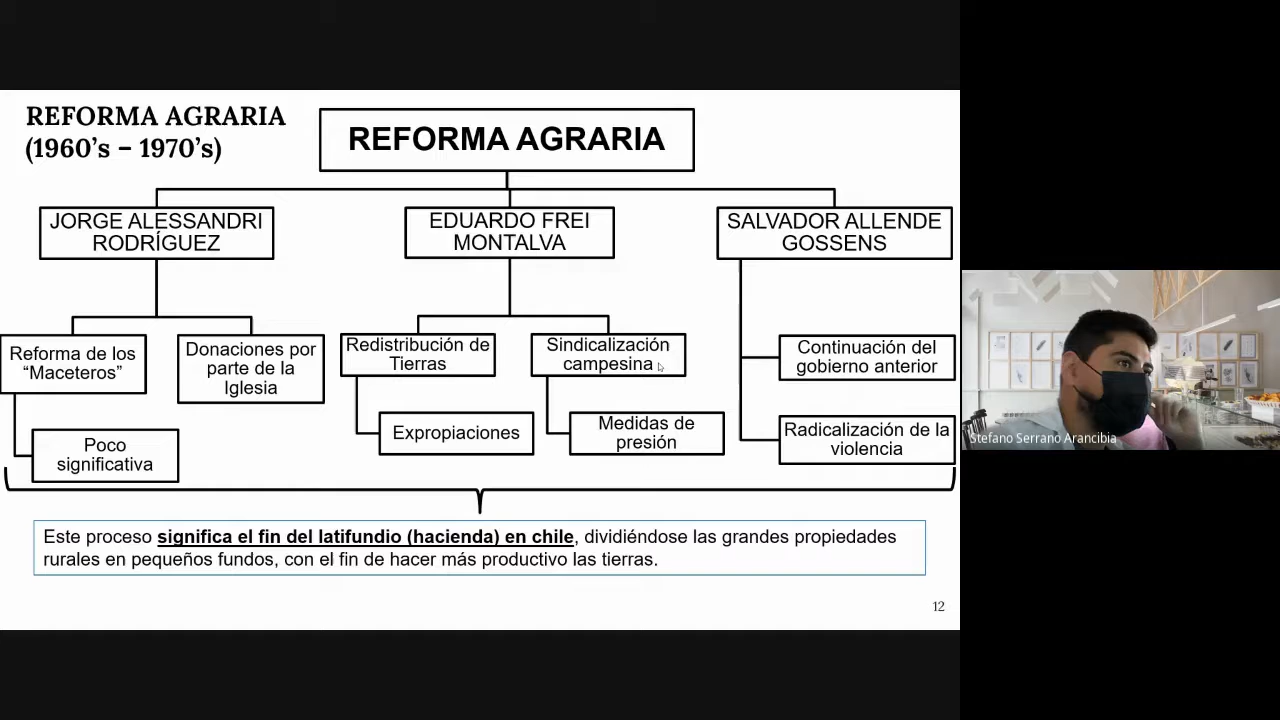 REFORMA AGRARIA
(1960’s – 1970’s)
REFORMA AGRARIA
JORGE ALESSANDRI
RODRÍGUEZ
EDUARDO FREI
MONTALVA
SALVADOR ALLENDE
GOSSENS
Reforma de los
“Maceteros”
Donaciones por
parte de la
Iglesia
Redistribución de
Tierras
Sindicalización
campesina
Continuación del
gobierno anterior
Poco
significativa
Expropiaciones
Medidas de
presión
Radicalización de la
violencia
Este proceso significa el fin del latifundio (hacienda) en chile, dividiéndose las grandes propiedades
rurales en pequeños fundos, con el fin de hacer más productivo las tierras.
12
Stefano Serrano Arancibia